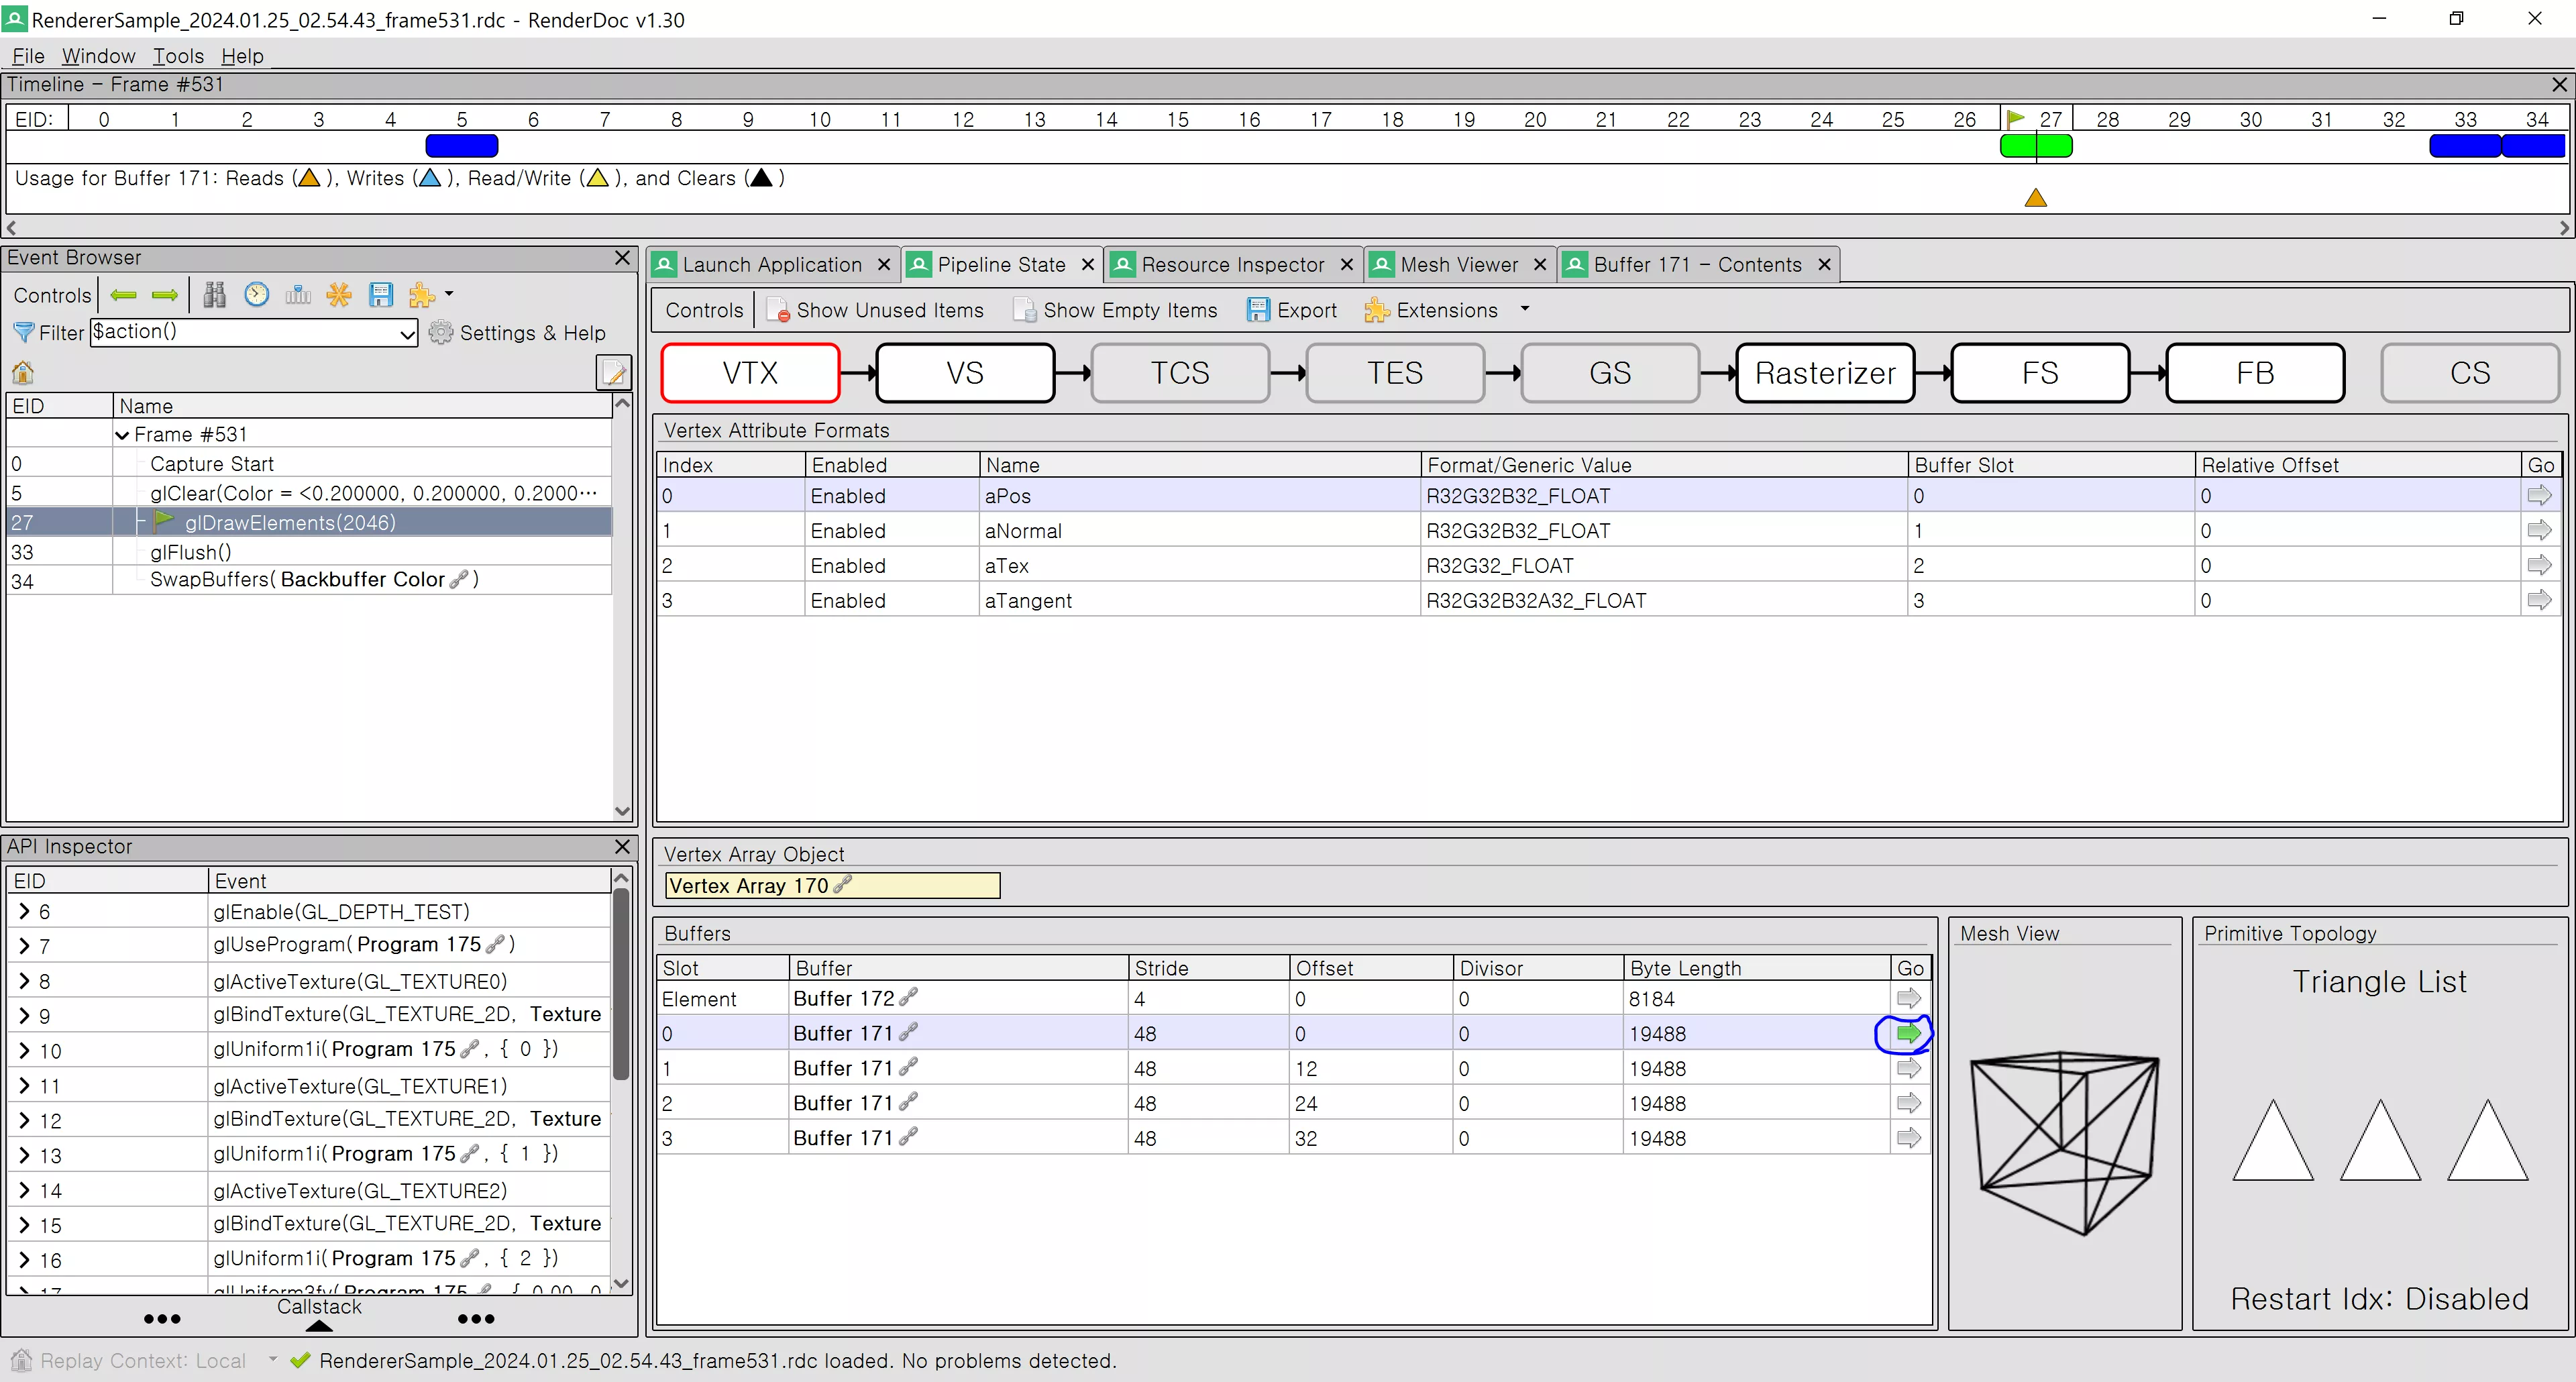 RendererSample_2024.01.25_02.54.43_frame531.rdc - RenderDoc v1.30
File Window Tools Help
Timeline - Frame #531
EID: 0 1 2 3 4 5 6 7 8 9 10 11 12 13 14 15 16 17 18 19 20 21 22 23 24 25 26 27 28 29 30 31 32 33 34
Usage for Buffer 171: Reads ( ), Writes ( ), Read/Write ( ), and Clears ( )
Event Browser
Controls
Filter $action() Settings & Help
EID Name
Frame #531
0 Capture Start
5 glClear(Color = <0.200000, 0.200000, 0.2000...
27 glDrawElements(2046)
33 glFlush()
34 SwapBuffers( Backbuffer Color )
API Inspector
EID Event
6 glEnable(GL_DEPTH_TEST)
7 glUseProgram( Program 175 )
8 glActiveTexture(GL_TEXTURE0)
9 glBindTexture(GL_TEXTURE_2D, Texture
10 glUniform1i( Program 175 , { 0 })
11 glActiveTexture(GL_TEXTURE1)
12 glBindTexture(GL_TEXTURE_2D, Texture
13 glUniform1i( Program 175 , { 1 })
14 glActiveTexture(GL_TEXTURE2)
15 glBindTexture(GL_TEXTURE_2D, Texture
16 glUniform1i( Program 175 , { 2 })
Callstack
Launch Application Pipeline State Resource Inspector Mesh Viewer Buffer 171 - Contents
Controls Show Unused Items Show Empty Items Export Extensions
VTX VS TCS TES GS Rasterizer FS FB CS
Vertex Attribute Formats
Index Enabled Name Format/Generic Value Buffer Slot Relative Offset Go
0 Enabled aPos R32G32B32_FLOAT 0 0
1 Enabled aNormal R32G32B32_FLOAT 1 0
2 Enabled aTex R32G32_FLOAT 2 0
3 Enabled aTangent R32G32B32A32_FLOAT 3 0
Vertex Array Object
Vertex Array 170
Buffers
Slot Buffer Stride Offset Divisor Byte Length Go
Element Buffer 172 4 0 0 8184
0 Buffer 171 48 0 0 19488
1 Buffer 171 48 12 0 19488
2 Buffer 171 48 24 0 19488
3 Buffer 171 48 32 0 19488
Mesh View
Primitive Topology
Triangle List
Restart Idx: Disabled
Replay Context: Local RendererSample_2024.01.25_02.54.43_frame531.rdc loaded. No problems detected.